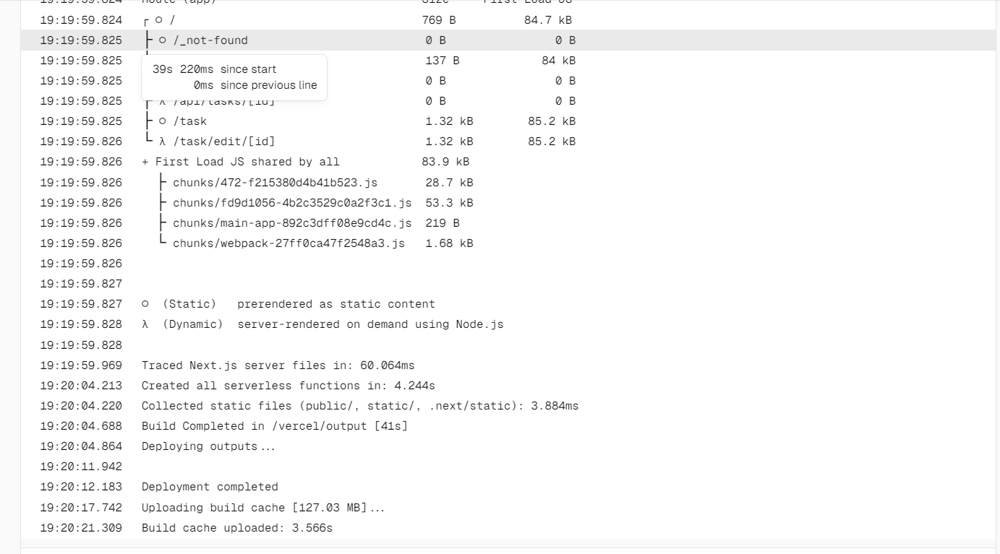 19:19:59.824 Route (app) Size First Load JS
19:19:59.824 ┌ ○ / 769 B 84.7 kB
19:19:59.825 ├ ○ /_not-found 0 B 0 B
19:19:59.825 137 B 84 kB
39s 220ms since start
19:19:59.825 0 B 0 B
0ms since previous line
19:19:59.825 ├ λ /api/tasks/[id] 0 B 0 B
19:19:59.825 ├ ○ /task 1.32 kB 85.2 kB
19:19:59.826 └ λ /task/edit/[id] 1.32 kB 85.2 kB
19:19:59.826 + First Load JS shared by all 83.9 kB
19:19:59.826 ├ chunks/472-f215380d4b41b523.js 28.7 kB
19:19:59.826 ├ chunks/fd9d1056-4b2c3529c0a2f3c1.js 53.3 kB
19:19:59.826 ├ chunks/main-app-892c3dff08e9cd4c.js 219 B
19:19:59.826 └ chunks/webpack-27ff0ca47f2548a3.js 1.68 kB
19:19:59.826
19:19:59.827
19:19:59.827 ○ (Static) prerendered as static content
19:19:59.828 λ (Dynamic) server-rendered on demand using Node.js
19:19:59.828
19:19:59.969 Traced Next.js server files in: 60.064ms
19:20:04.213 Created all serverless functions in: 4.244s
19:20:04.220 Collected static files (public/, static/, .next/static): 3.884ms
19:20:04.688 Build Completed in /vercel/output [41s]
19:20:04.864 Deploying outputs...
19:20:11.942
19:20:12.183 Deployment completed
19:20:17.742 Uploading build cache [127.03 MB]...
19:20:21.309 Build cache uploaded: 3.566s